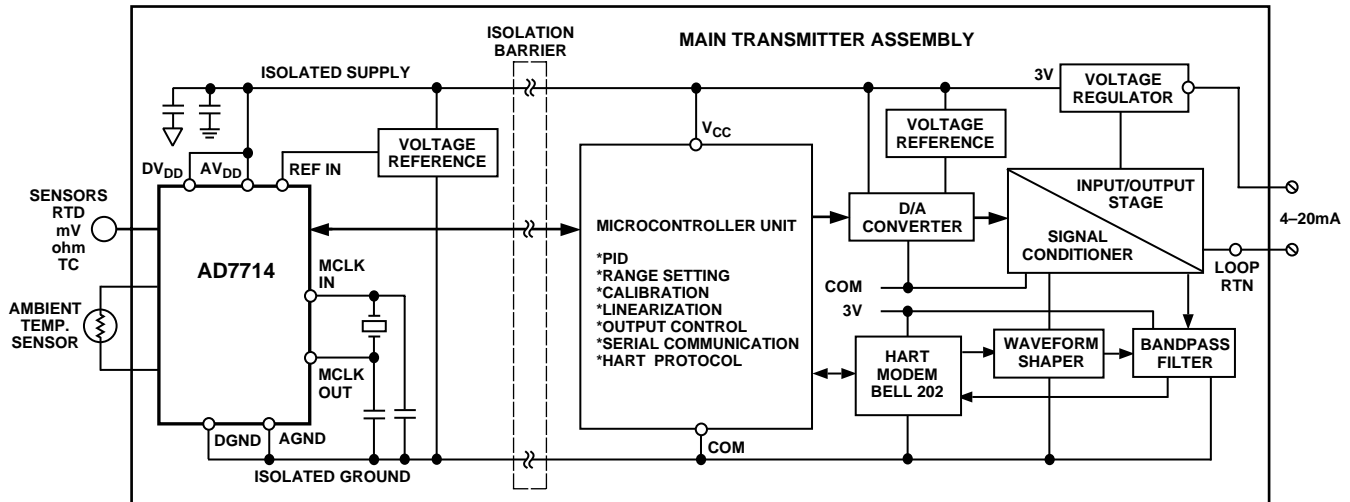 ISOLATION
BARRIER
MAIN TRANSMITTER ASSEMBLY
ISOLATED SUPPLY
3V
VOLTAGE
REGULATOR
VOLTAGE
REFERENCE
VCC
VOLTAGE
REFERENCE
DVDD
AVDD
REF IN
SENSORS
RTD
mV
ohm
TC
AD7714
MCLK
IN
MCLK
OUT
AMBIENT
TEMP.
SENSOR
DGND
AGND
ISOLATED GROUND
MICROCONTROLLER UNIT
*PID
*RANGE SETTING
*CALIBRATION
*LINEARIZATION
*OUTPUT CONTROL
*SERIAL COMMUNICATION
*HART PROTOCOL
COM
D/A
CONVERTER
INPUT/OUTPUT
STAGE
SIGNAL
CONDITIONER
4–20mA
LOOP
RTN
COM
3V
HART
MODEM
BELL 202
WAVEFORM
SHAPER
BANDPASS
FILTER